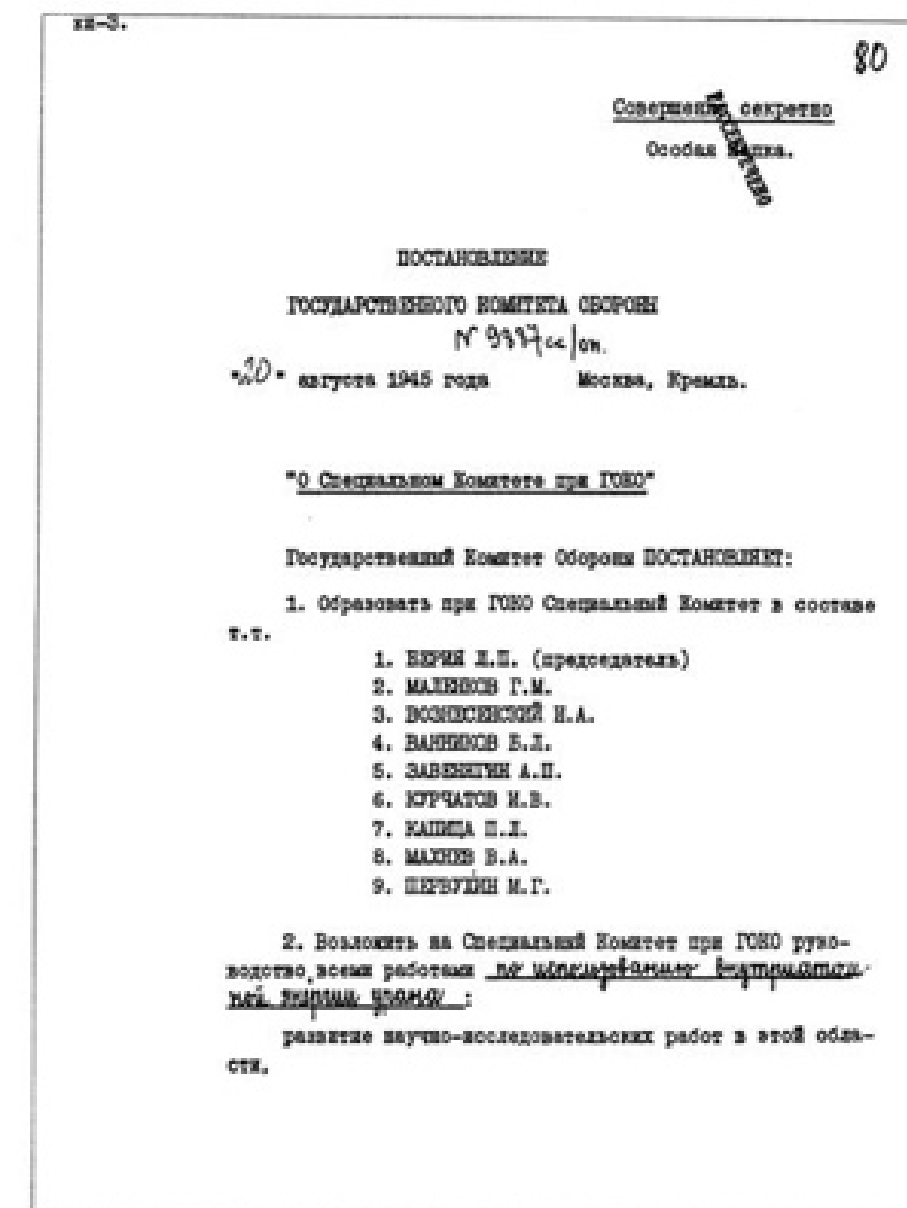 хх-3.
80
Совершенно секретно
Особая папка.
Рассекречено
ПОСТАНОВЛЕНИЕ
ГОСУДАРСТВЕННОГО КОМИТЕТА ОБОРОНЫ
№ 9887сс/оп.
"20" августа 1945 года Москва, Кремль.
"О Специальном Комитете при ГОКО"
Государственный Комитет Обороны ПОСТАНОВЛЯЕТ:
1. Образовать при ГОКО Специальный Комитет в составе
т.т.
1. БЕРИЯ Л.П. (председатель)
2. МАЛЕНКОВ Г.М.
3. ВОЗНЕСЕНСКИЙ Н.А.
4. ВАННИКОВ Б.Л.
5. ЗАВЕНЯГИН А.П.
6. КУРЧАТОВ И.В.
7. КАПИЦА П.Л.
8. МАХНЕВ В.А.
9. ПЕРВУХИН М.Г.
2. Возложить на Специальный Комитет при ГОКО руко-
водство всеми работами по использованию внутриатом-
ной энергии урана :
развитие научно-исследовательских работ в этой обла-
сти,